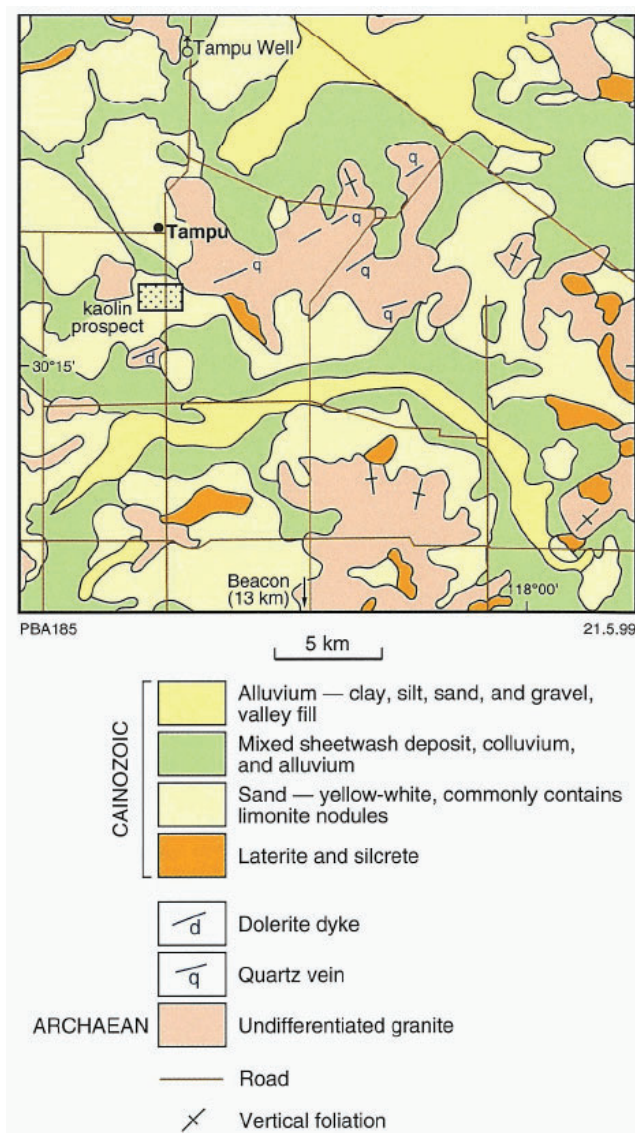 Tampu Well
q
q
q
Tampu
q
kaolin
prospect
q
d
30°15'
Beacon
(13 km)
118°00'
PBA185
21.5.99
5 km
CAINOZOIC
Alluvium — clay, silt, sand, and gravel,
valley fill
Mixed sheetwash deposit, colluvium,
and alluvium
Sand — yellow-white, commonly contains
limonite nodules
Laterite and silcrete
d
Dolerite dyke
q
Quartz vein
ARCHAEAN
Undifferentiated granite
Road
Vertical foliation